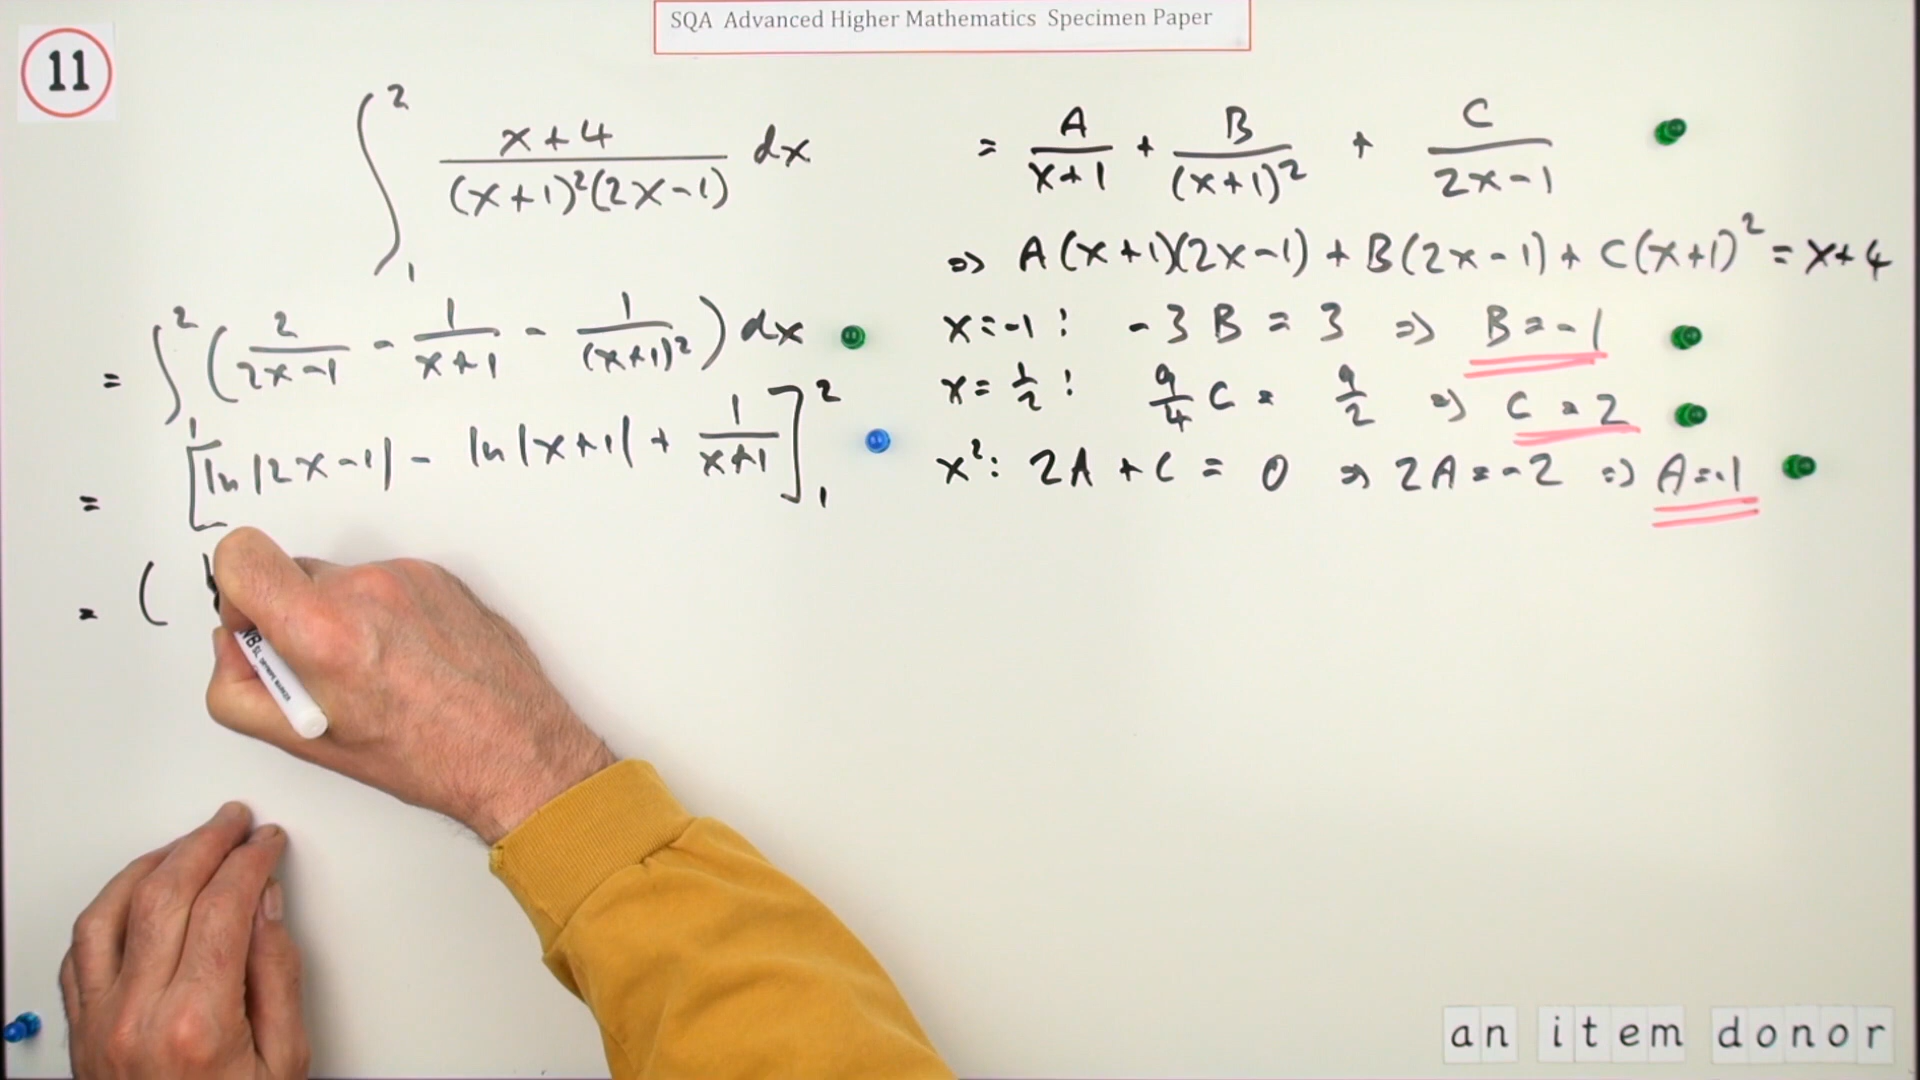 SQA Advanced Higher Mathematics Specimen Paper
11
∫₁² x+4 / (x+1)²(2x-1) dx = A/(x+1) + B/(x+1)² + C/(2x-1)
⇒ A(x+1)(2x-1) + B(2x-1) + C(x+1)² = x+4
= ∫₁² (2/(2x-1) - 1/(x+1) - 1/(x+1)²) dx
x=-1: -3B = 3 ⇒ B=-1
x=1/2: 9/4 C = 9/2 ⇒ C=2
= [ln|2x-1| - ln|x+1| + 1/(x+1)]₁²
x²: 2A + C = 0 ⇒ 2A=-2 ⇒ A=-1
= (
an item donor